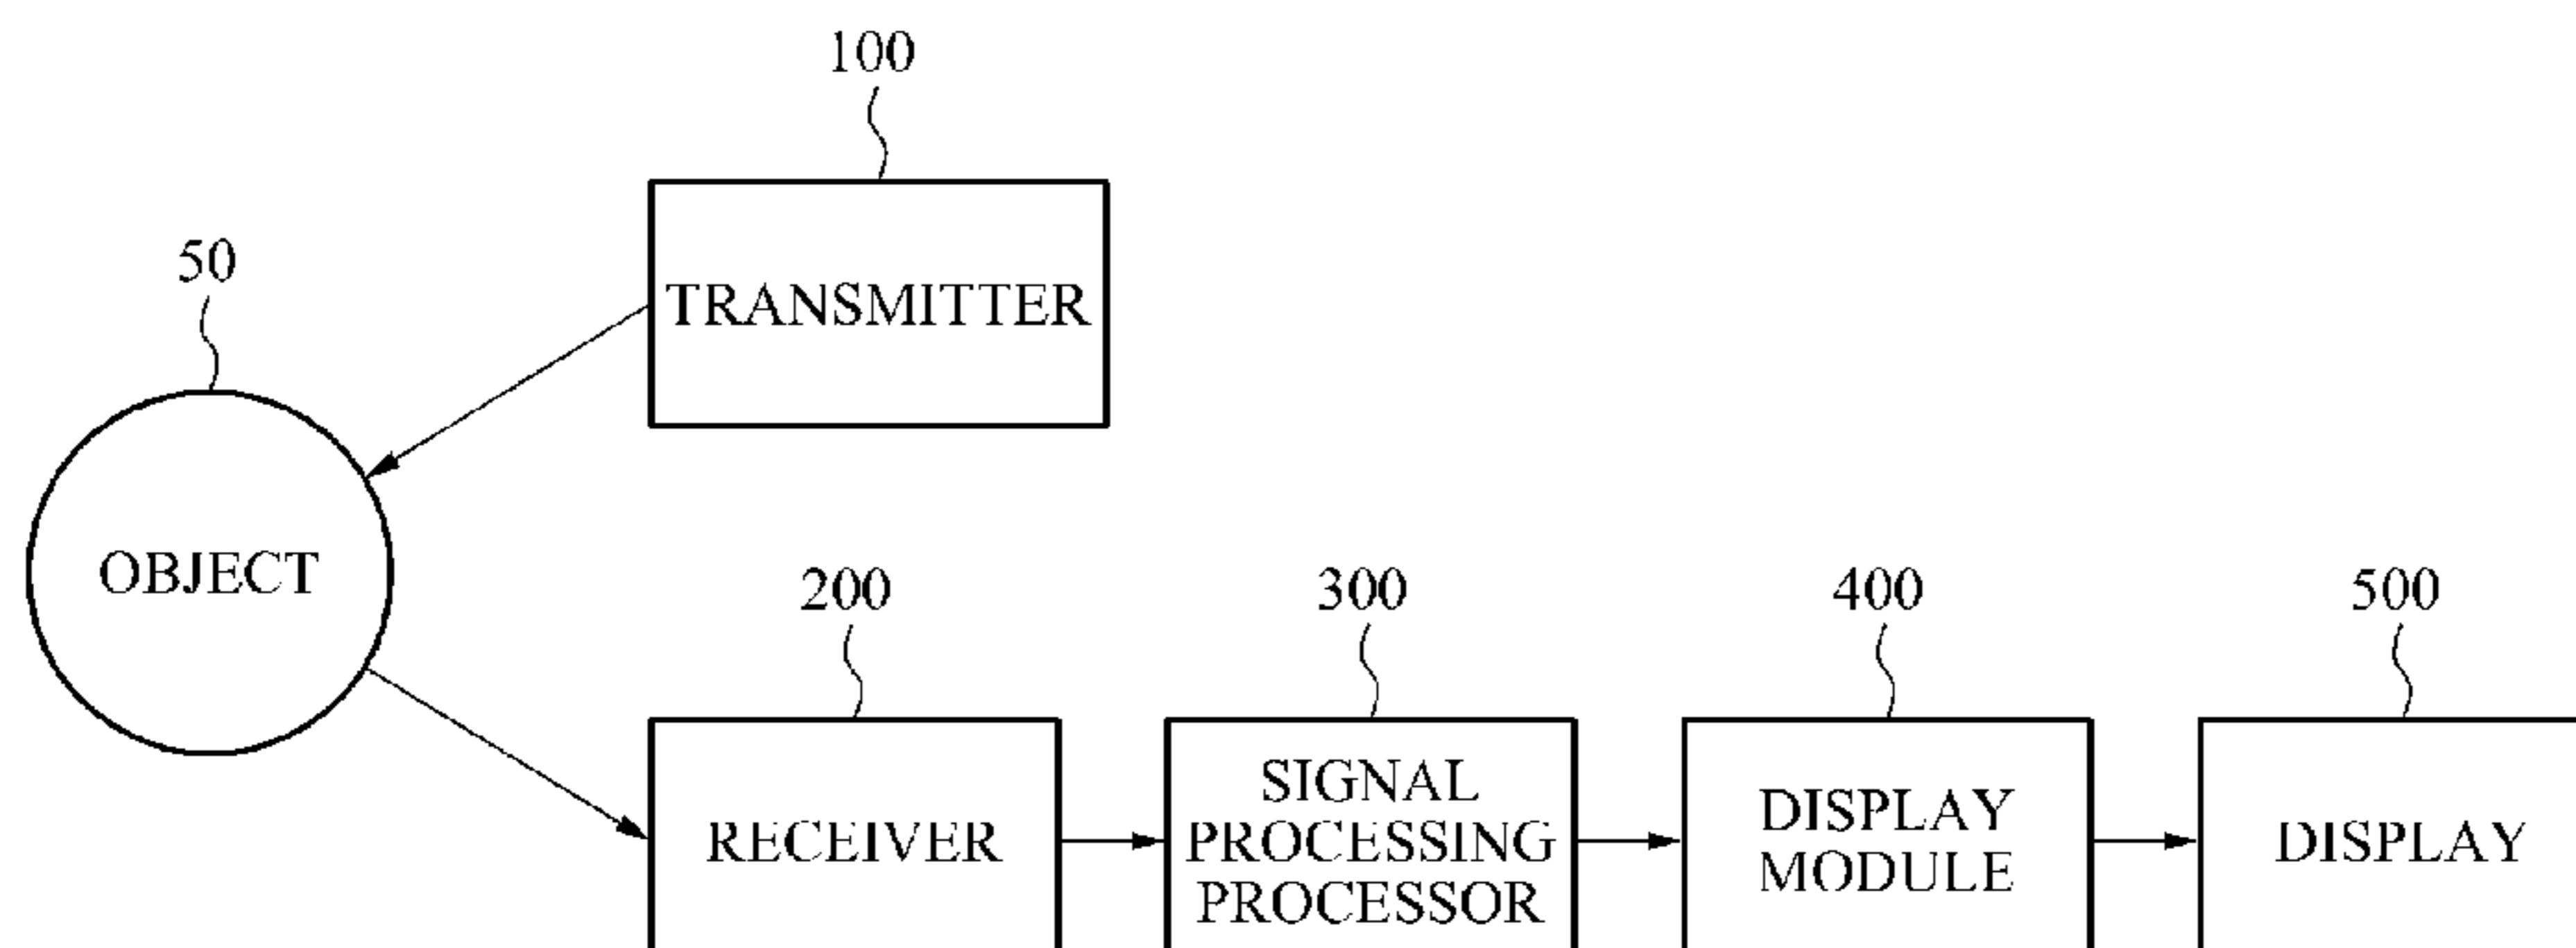 100
TRANSMITTER
50
OBJECT
200
RECEIVER
300
SIGNAL
PROCESSING
PROCESSOR
400
DISPLAY
MODULE
500
DISPLAY